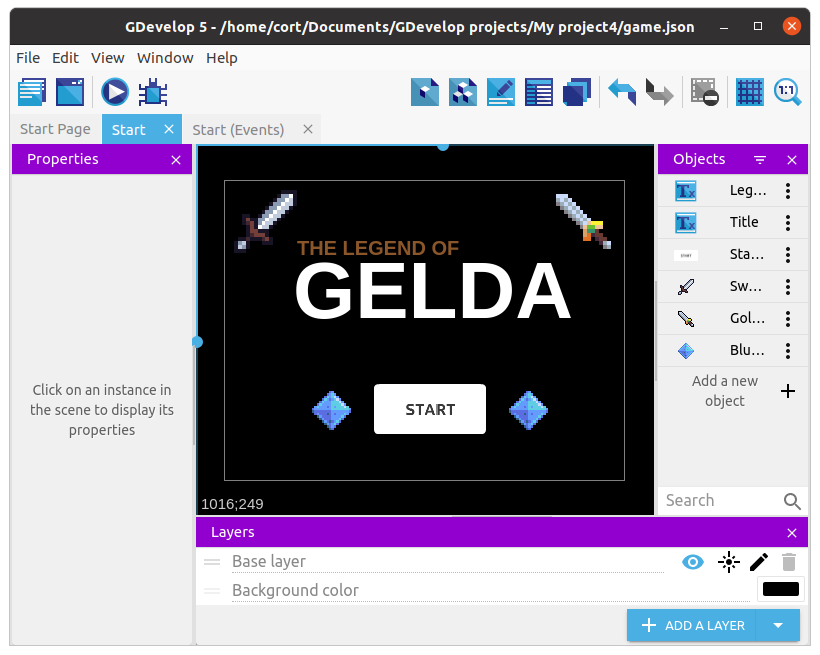 GDevelop 5 - /home/cort/Documents/GDevelop projects/My project4/game.json
File Edit View Window Help
1:1
Start Page Start Start (Events)
Properties
Objects
Leg...
Title
Sta...
Sw...
Gol...
Blu...
Add a new
object
Search
THE LEGEND OF
GELDA
START
1016;249
Click on an instance in
the scene to display its
properties
Layers
Base layer
Background color
ADD A LAYER